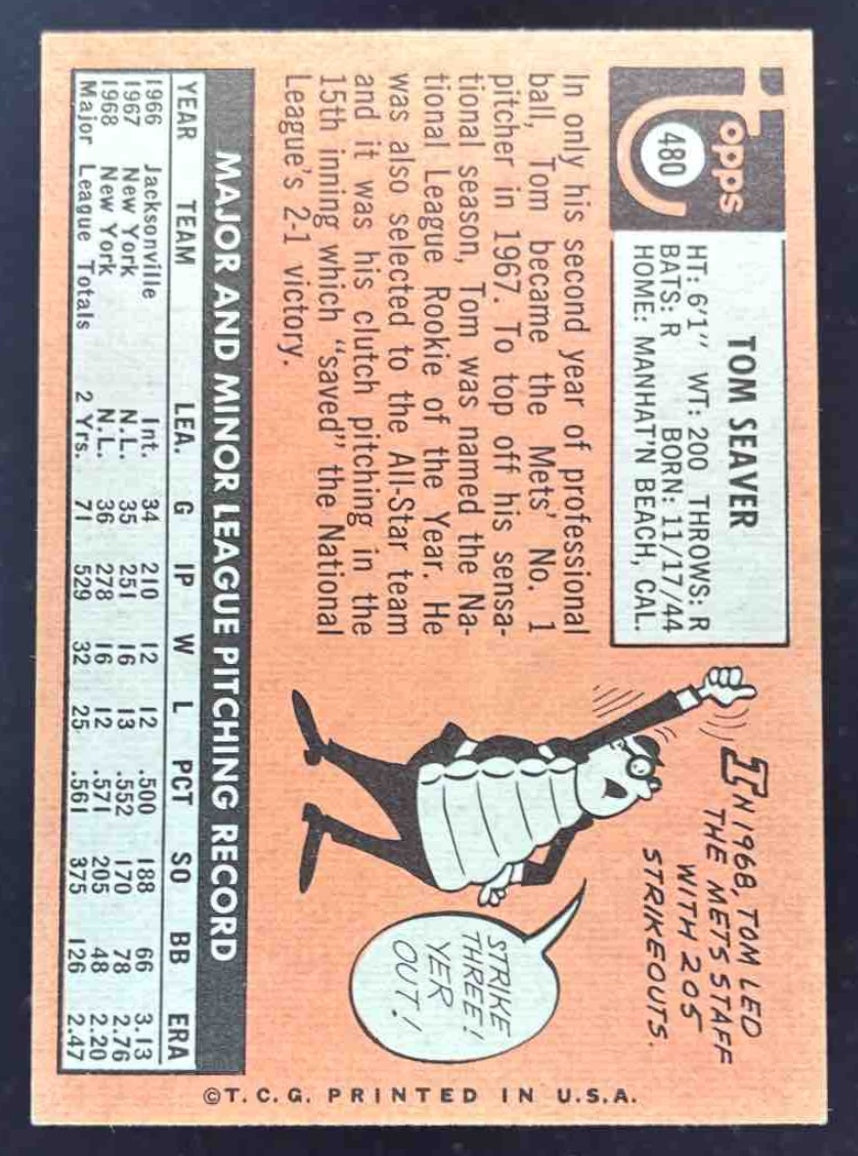 Topps
480
TOM SEAVER
HT: 6'1" WT: 200 THROWS: R
BATS: R BORN: 11/17/44
HOME: MANHAT'N BEACH, CAL.
In only his second year of professional
ball, Tom became the Mets' No. 1
pitcher in 1967. To top off his sensa-
tional season, Tom was named the Na-
tional League Rookie of the Year. He
was also selected to the All-Star team
and it was his clutch pitching in the
15th inning which "saved" the National
League's 2-1 victory.
IN 1968, TOM LED
THE METS STAFF
WITH 205
STRIKEOUTS.
STRIKE
THREE!
YER
OUT!
MAJOR AND MINOR LEAGUE PITCHING RECORD
YEAR TEAM LEA. G IP W L PCT SO BB ERA
1966 Jacksonville Int. 34 210 12 12 .500 188 66 3.13
1967 New York N.L. 35 251 16 13 .552 170 78 2.76
1968 New York N.L. 36 278 16 12 .571 205 48 2.20
Major League Totals 2 Yrs. 71 529 32 25 .561 375 126 2.47
©T.C.G. PRINTED IN U.S.A.